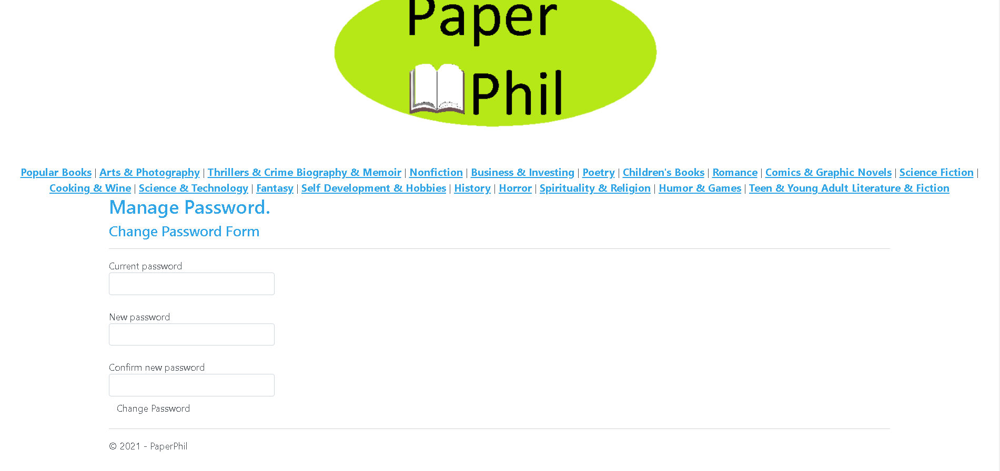 Paper
Phil
Popular Books | Arts & Photography | Thrillers & Crime Biography & Memoir | Nonfiction | Business & Investing | Poetry | Children's Books | Romance | Comics & Graphic Novels | Science Fiction |
Cooking & Wine | Science & Technology | Fantasy | Self Development & Hobbies | History | Horror | Spirituality & Religion | Humor & Games | Teen & Young Adult Literature & Fiction
Manage Password.
Change Password Form
Current password
New password
Confirm new password
Change Password
© 2021 - PaperPhil